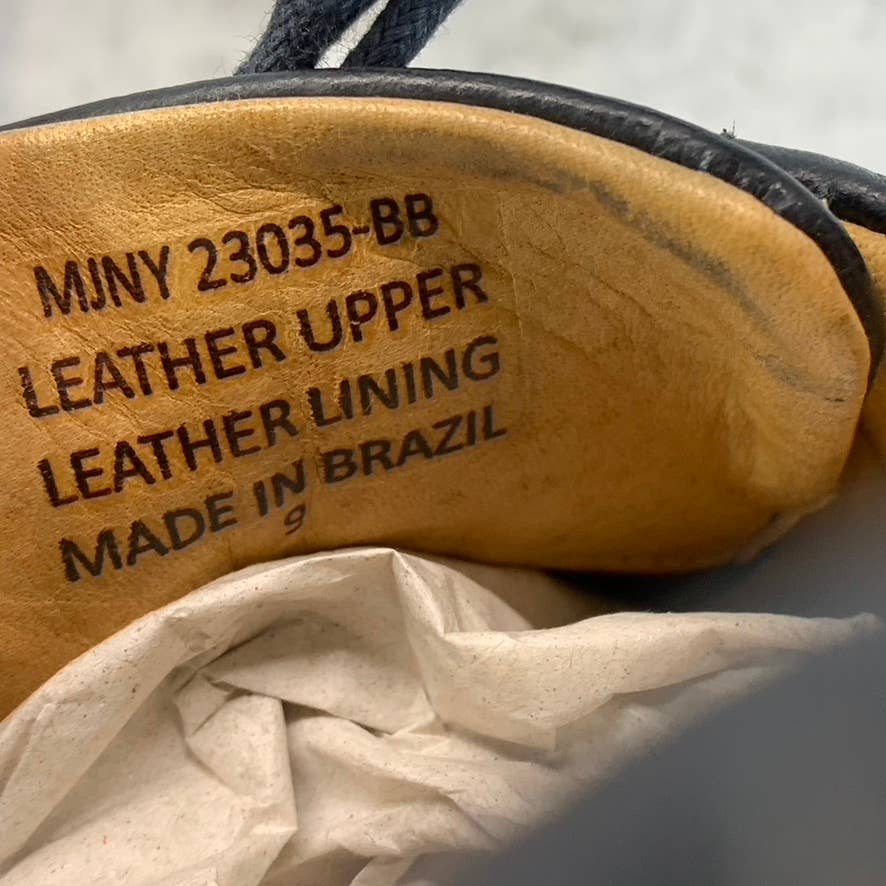 MJNY 23035-BB
LEATHER UPPER
LEATHER LINING
MADE IN BRAZIL
9